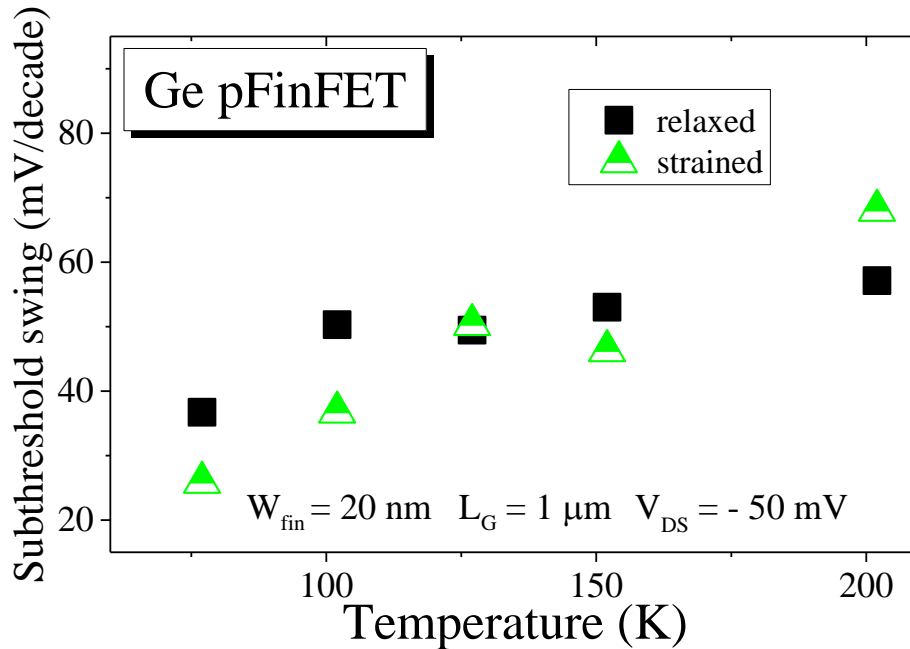 Ge pFinFET
relaxed
strained
Subthreshold swing (mV/decade)
80
60
40
20
W_fin = 20 nm L_G = 1 μm V_DS = - 50 mV
100 150 200
Temperature (K)